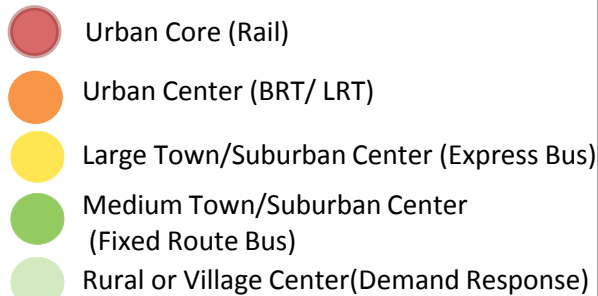 Urban Core (Rail)
Urban Center (BRT/ LRT)
Large Town/Suburban Center (Express Bus)
Medium Town/Suburban Center
(Fixed Route Bus)
Rural or Village Center(Demand Response)